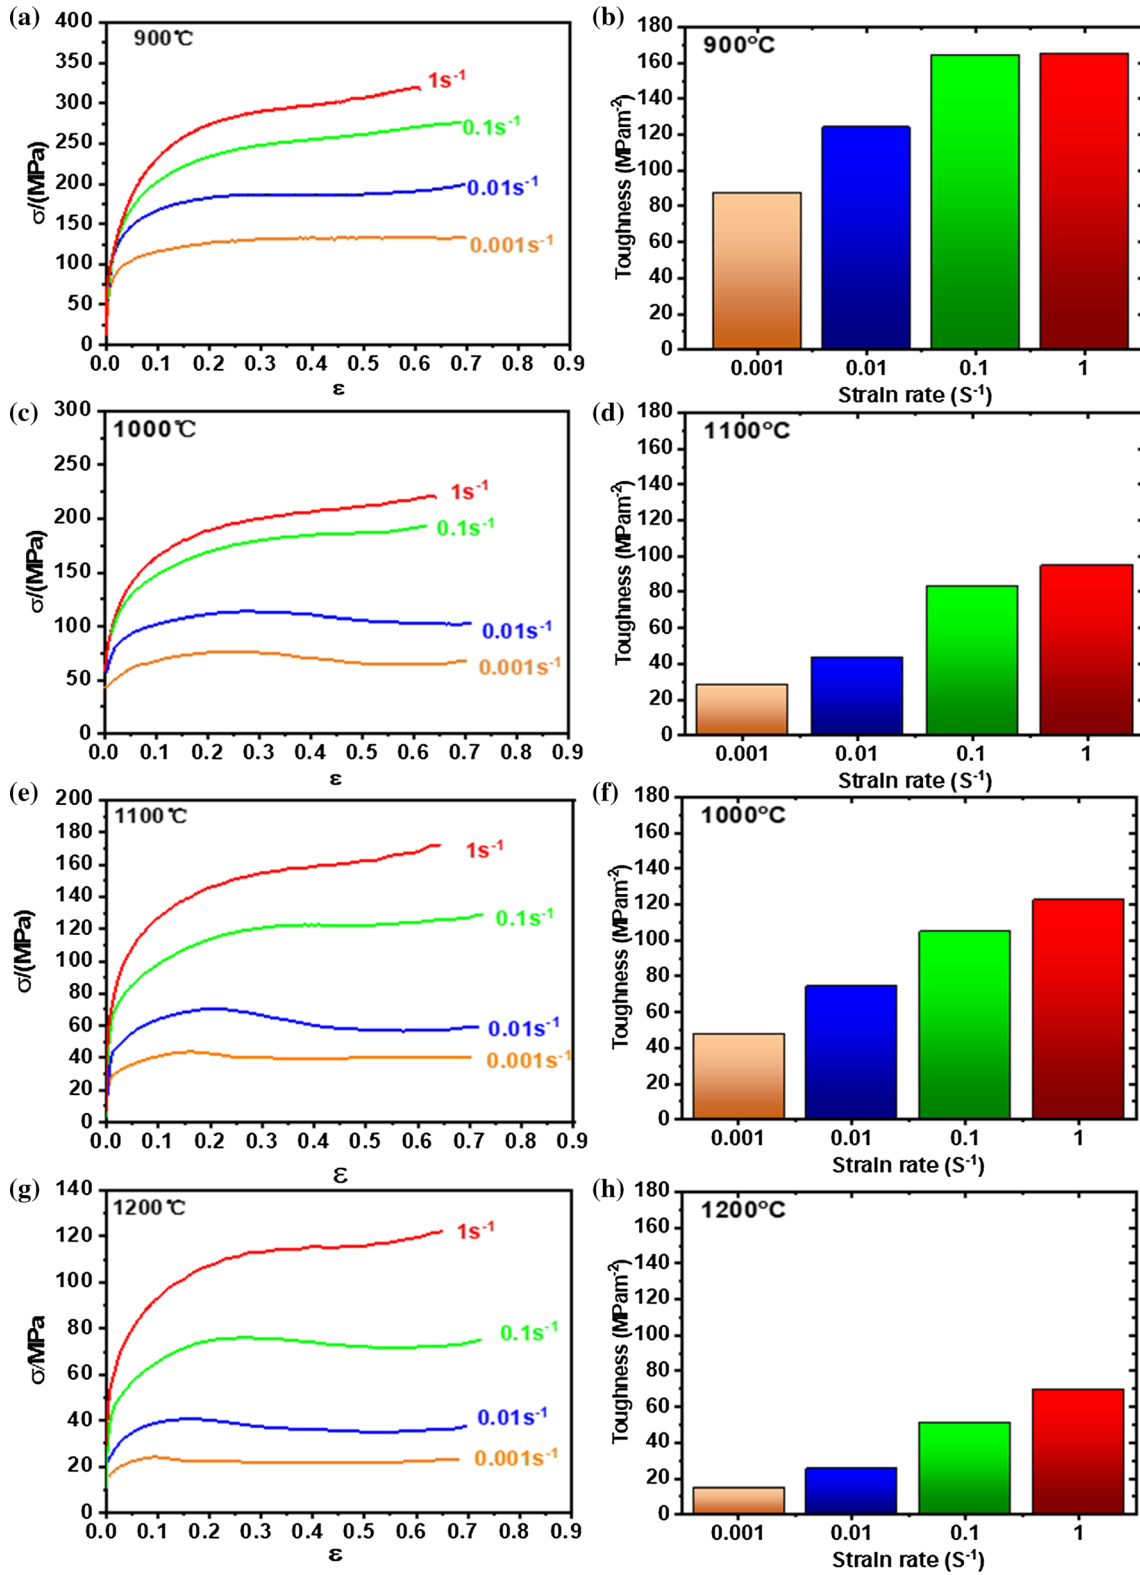 (a)
900℃
σ/(MPa)
400
350
300
250
200
150
100
50
0
1s⁻¹
0.1s⁻¹
0.01s⁻¹
0.001s⁻¹
0.0 0.1 0.2 0.3 0.4 0.5 0.6 0.7 0.8 0.9
ε
(b)
900°C
Toughness (MPam⁻²)
180
160
140
120
100
80
60
40
20
0
0.001 0.01 0.1 1
Strain rate (S⁻¹)
(c)
1000℃
σ/(MPa)
300
250
200
150
100
50
0
1s⁻¹
0.1s⁻¹
0.01s⁻¹
0.001s⁻¹
0.0 0.1 0.2 0.3 0.4 0.5 0.6 0.7 0.8 0.9
ε
(d)
1100°C
Toughness (MPam⁻²)
180
160
140
120
100
80
60
40
20
0
0.001 0.01 0.1 1
Strain rate (S⁻¹)
(e)
1100℃
σ/(MPa)
200
180
160
140
120
100
80
60
40
20
0
1s⁻¹
0.1s⁻¹
0.01s⁻¹
0.001s⁻¹
0.0 0.1 0.2 0.3 0.4 0.5 0.6 0.7 0.8 0.9
ε
(f)
1000°C
Toughness (MPam⁻²)
180
160
140
120
100
80
60
40
20
0
0.001 0.01 0.1 1
Strain rate (S⁻¹)
(g)
1200℃
σ/MPa
140
120
100
80
60
40
20
0
1s⁻¹
0.1s⁻¹
0.01s⁻¹
0.001s⁻¹
0.0 0.1 0.2 0.3 0.4 0.5 0.6 0.7 0.8 0.9
ε
(h)
1200°C
Toughness (MPam⁻²)
180
160
140
120
100
80
60
40
20
0
0.001 0.01 0.1 1
Strain rate (S⁻¹)